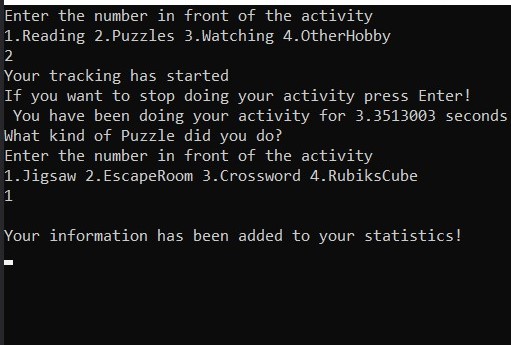 Enter the number in front of the activity
1.Reading 2.Puzzles 3.Watching 4.OtherHobby
2
Your tracking has started
If you want to stop doing your activity press Enter!
You have been doing your activity for 3.3513003 seconds
What kind of Puzzle did you do?
Enter the number in front of the activity
1.Jigsaw 2.EscapeRoom 3.Crossword 4.RubiksCube
1
Your information has been added to your statistics!